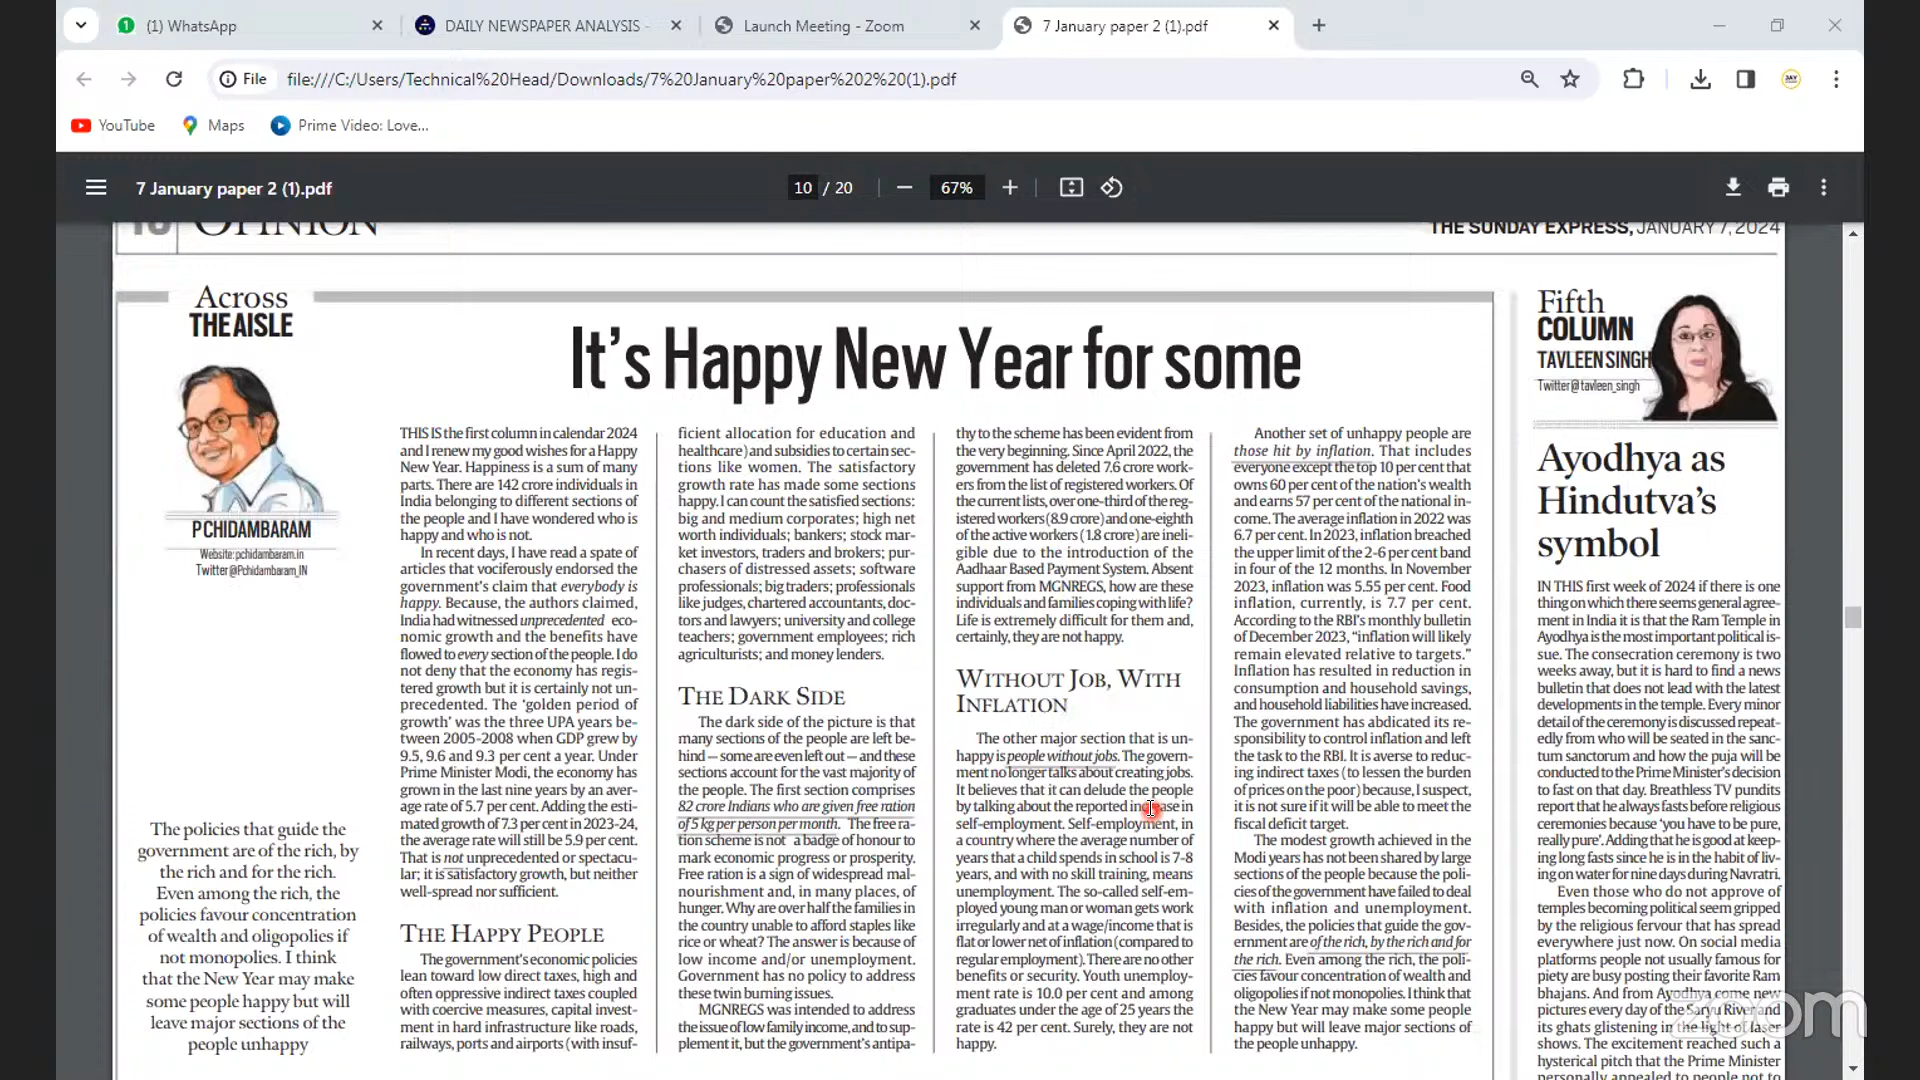 (1) WhatsApp
DAILY NEWSPAPER ANALYSIS -
Launch Meeting - Zoom
7 January paper 2 (1).pdf
File
file:///C:/Users/Technical%20Head/Downloads/7%20January%20paper%202%20(1).pdf
YouTube
Maps
Prime Video: Love...
7 January paper 2 (1).pdf
10 / 20
67%
OPINION
THE SUNDAY EXPRESS, JANUARY 7, 2024
Across
THE AISLE
P CHIDAMBARAM
Website: pchidambaram.in
Twitter @Pchidambaram_IN
The policies that guide the
government are of the rich, by
the rich and for the rich.
Even among the rich, the
policies favour concentration
of wealth and oligopolies if
not monopolies. I think
that the New Year may make
some people happy but will
leave major sections of the
people unhappy
It's Happy New Year for some
THIS IS the first column in calendar 2024
and I renew my good wishes for a Happy
New Year. Happiness is a sum of many
parts. There are 142 crore individuals in
India belonging to different sections of
the people and I have wondered who is
happy and who is not.
In recent days, I have read a spate of
articles that vociferously endorsed the
government's claim that everybody is
happy. Because, the authors claimed,
India had witnessed unprecedented eco-
nomic growth and the benefits have
flowed to every section of the people. I do
not deny that the economy has regis-
tered growth but it is certainly not un-
precedented. The 'golden period of
growth' was the three UPA years be-
tween 2005-2008 when GDP grew by
9.5, 9.6 and 9.3 per cent a year. Under
Prime Minister Modi, the economy has
grown in the last nine years by an aver-
age rate of 5.7 per cent. Adding the esti-
mated growth of 7.3 per cent in 2023-24,
the average rate will still be 5.9 per cent.
That is not unprecedented or spectacu-
lar; it is satisfactory growth, but neither
well-spread nor sufficient.
THE HAPPY PEOPLE
The government's economic policies
lean toward low direct taxes, high and
often oppressive indirect taxes coupled
with coercive measures, capital invest-
ment in hard infrastructure like roads,
railways, ports and airports (with insuf-
ficient allocation for education and
healthcare) and subsidies to certain sec-
tions like women. The satisfactory
growth rate has made some sections
happy. I can count the satisfied sections:
big and medium corporates; high net
worth individuals; bankers; stock mar-
ket investors, traders and brokers; pur-
chasers of distressed assets; software
professionals; big traders; professionals
like judges, chartered accountants, doc-
tors and lawyers; university and college
teachers; government employees; rich
agriculturists; and money lenders.
THE DARK SIDE
The dark side of the picture is that
many sections of the people are left be-
hind — some are even left out — and these
sections account for the vast majority of
the people. The first section comprises
82 crore Indians who are given free ration
of 5 kg per person per month. The free ra-
tion scheme is not a badge of honour to
mark economic progress or prosperity.
Free ration is a sign of widespread mal-
nourishment and, in many places, of
hunger. Why are over half the families in
the country unable to afford staples like
rice or wheat? The answer is because of
low income and/or unemployment.
Government has no policy to address
these twin burning issues.
MGNREGS was intended to address
the issue of low family income, and to sup-
plement it, but the government's antipa-
thy to the scheme has been evident from
the very beginning. Since April 2022, the
government has deleted 7.6 crore work-
ers from the list of registered workers. Of
the current lists, over one-third of the reg-
istered workers (8.9 crore) and one-eighth
of the active workers (1.8 crore) are ineli-
gible due to the introduction of the
Aadhaar Based Payment System. Absent
support from MGNREGS, how are these
individuals and families coping with life?
Life is extremely difficult for them and,
certainly, they are not happy.
WITHOUT JOB, WITH
INFLATION
The other major section that is un-
happy is people without jobs. The govern-
ment no longer talks about creating jobs.
It believes that it can delude the people
by talking about the reported increase in
self-employment. Self-employment, in
a country where the average number of
years that a child spends in school is 7-8
years, and with no skill training, means
unemployment. The so-called self-em-
ployed young man or woman gets work
irregularly and at a wage/income that is
flat or lower net of inflation (compared to
regular employment). There are no other
benefits or security. Youth unemploy-
ment rate is 10.0 per cent and among
graduates under the age of 25 years the
rate is 42 per cent. Surely, they are not
happy.
Another set of unhappy people are
those hit by inflation. That includes
everyone except the top 10 per cent that
owns 60 per cent of the nation's wealth
and earns 57 per cent of the national in-
come. The average inflation in 2022 was
6.7 per cent. In 2023, inflation breached
the upper limit of the 2-6 per cent band
in four of the 12 months. In November
2023, inflation was 5.55 per cent. Food
inflation, currently, is 7.7 per cent.
According to the RBI's monthly bulletin
of December 2023, "inflation will likely
remain elevated relative to targets."
Inflation has resulted in reduction in
consumption and household savings,
and household liabilities have increased.
The government has abdicated its re-
sponsibility to control inflation and left
the task to the RBI. It is averse to reduc-
ing indirect taxes (to lessen the burden
of prices on the poor) because, I suspect,
it is not sure if it will be able to meet the
fiscal deficit target.
The modest growth achieved in the
Modi years has not been shared by large
sections of the people because the poli-
cies of the government have failed to deal
with inflation and unemployment.
Besides, the policies that guide the gov-
ernment are of the rich, by the rich and for
the rich. Even among the rich, the poli-
cies favour concentration of wealth and
oligopolies if not monopolies. I think that
the New Year may make some people
happy but will leave major sections of
the people unhappy.
Fifth
COLUMN
TAVLEEN SINGH
Twitter@tavleen_singh
Ayodhya as
Hindutva's
symbol
IN THIS first week of 2024 if there is one
thing on which there seems general agree-
ment in India it is that the Ram Temple in
Ayodhya is the most important political is-
sue. The consecration ceremony is two
weeks away, but it is hard to find a news
bulletin that does not lead with the latest
developments in the temple. Every minor
detail of the ceremony is discussed repeat-
edly from who will be seated in the sanc-
tum sanctorum and how the puja will be
conducted to the Prime Minister's decision
to fast on that day. Breathless TV pundits
report that he always fasts before religious
ceremonies because 'you have to be pure,
really pure'. Adding that he is good at keep-
ing long fasts since he is in the habit of liv-
ing on water for nine days during Navratri.
Even those who do not approve of
temples becoming political seem gripped
by the religious fervour that has spread
everywhere just now. On social media
platforms people not usually famous for
piety are busy posting their favorite Ram
bhajans. And from Ayodhya come new
pictures every day of the Saryu River and
its ghats glistening in the light of laser
shows. The excitement reached such a
hysterical pitch that the Prime Minister
personally appealed to people not to
zoom